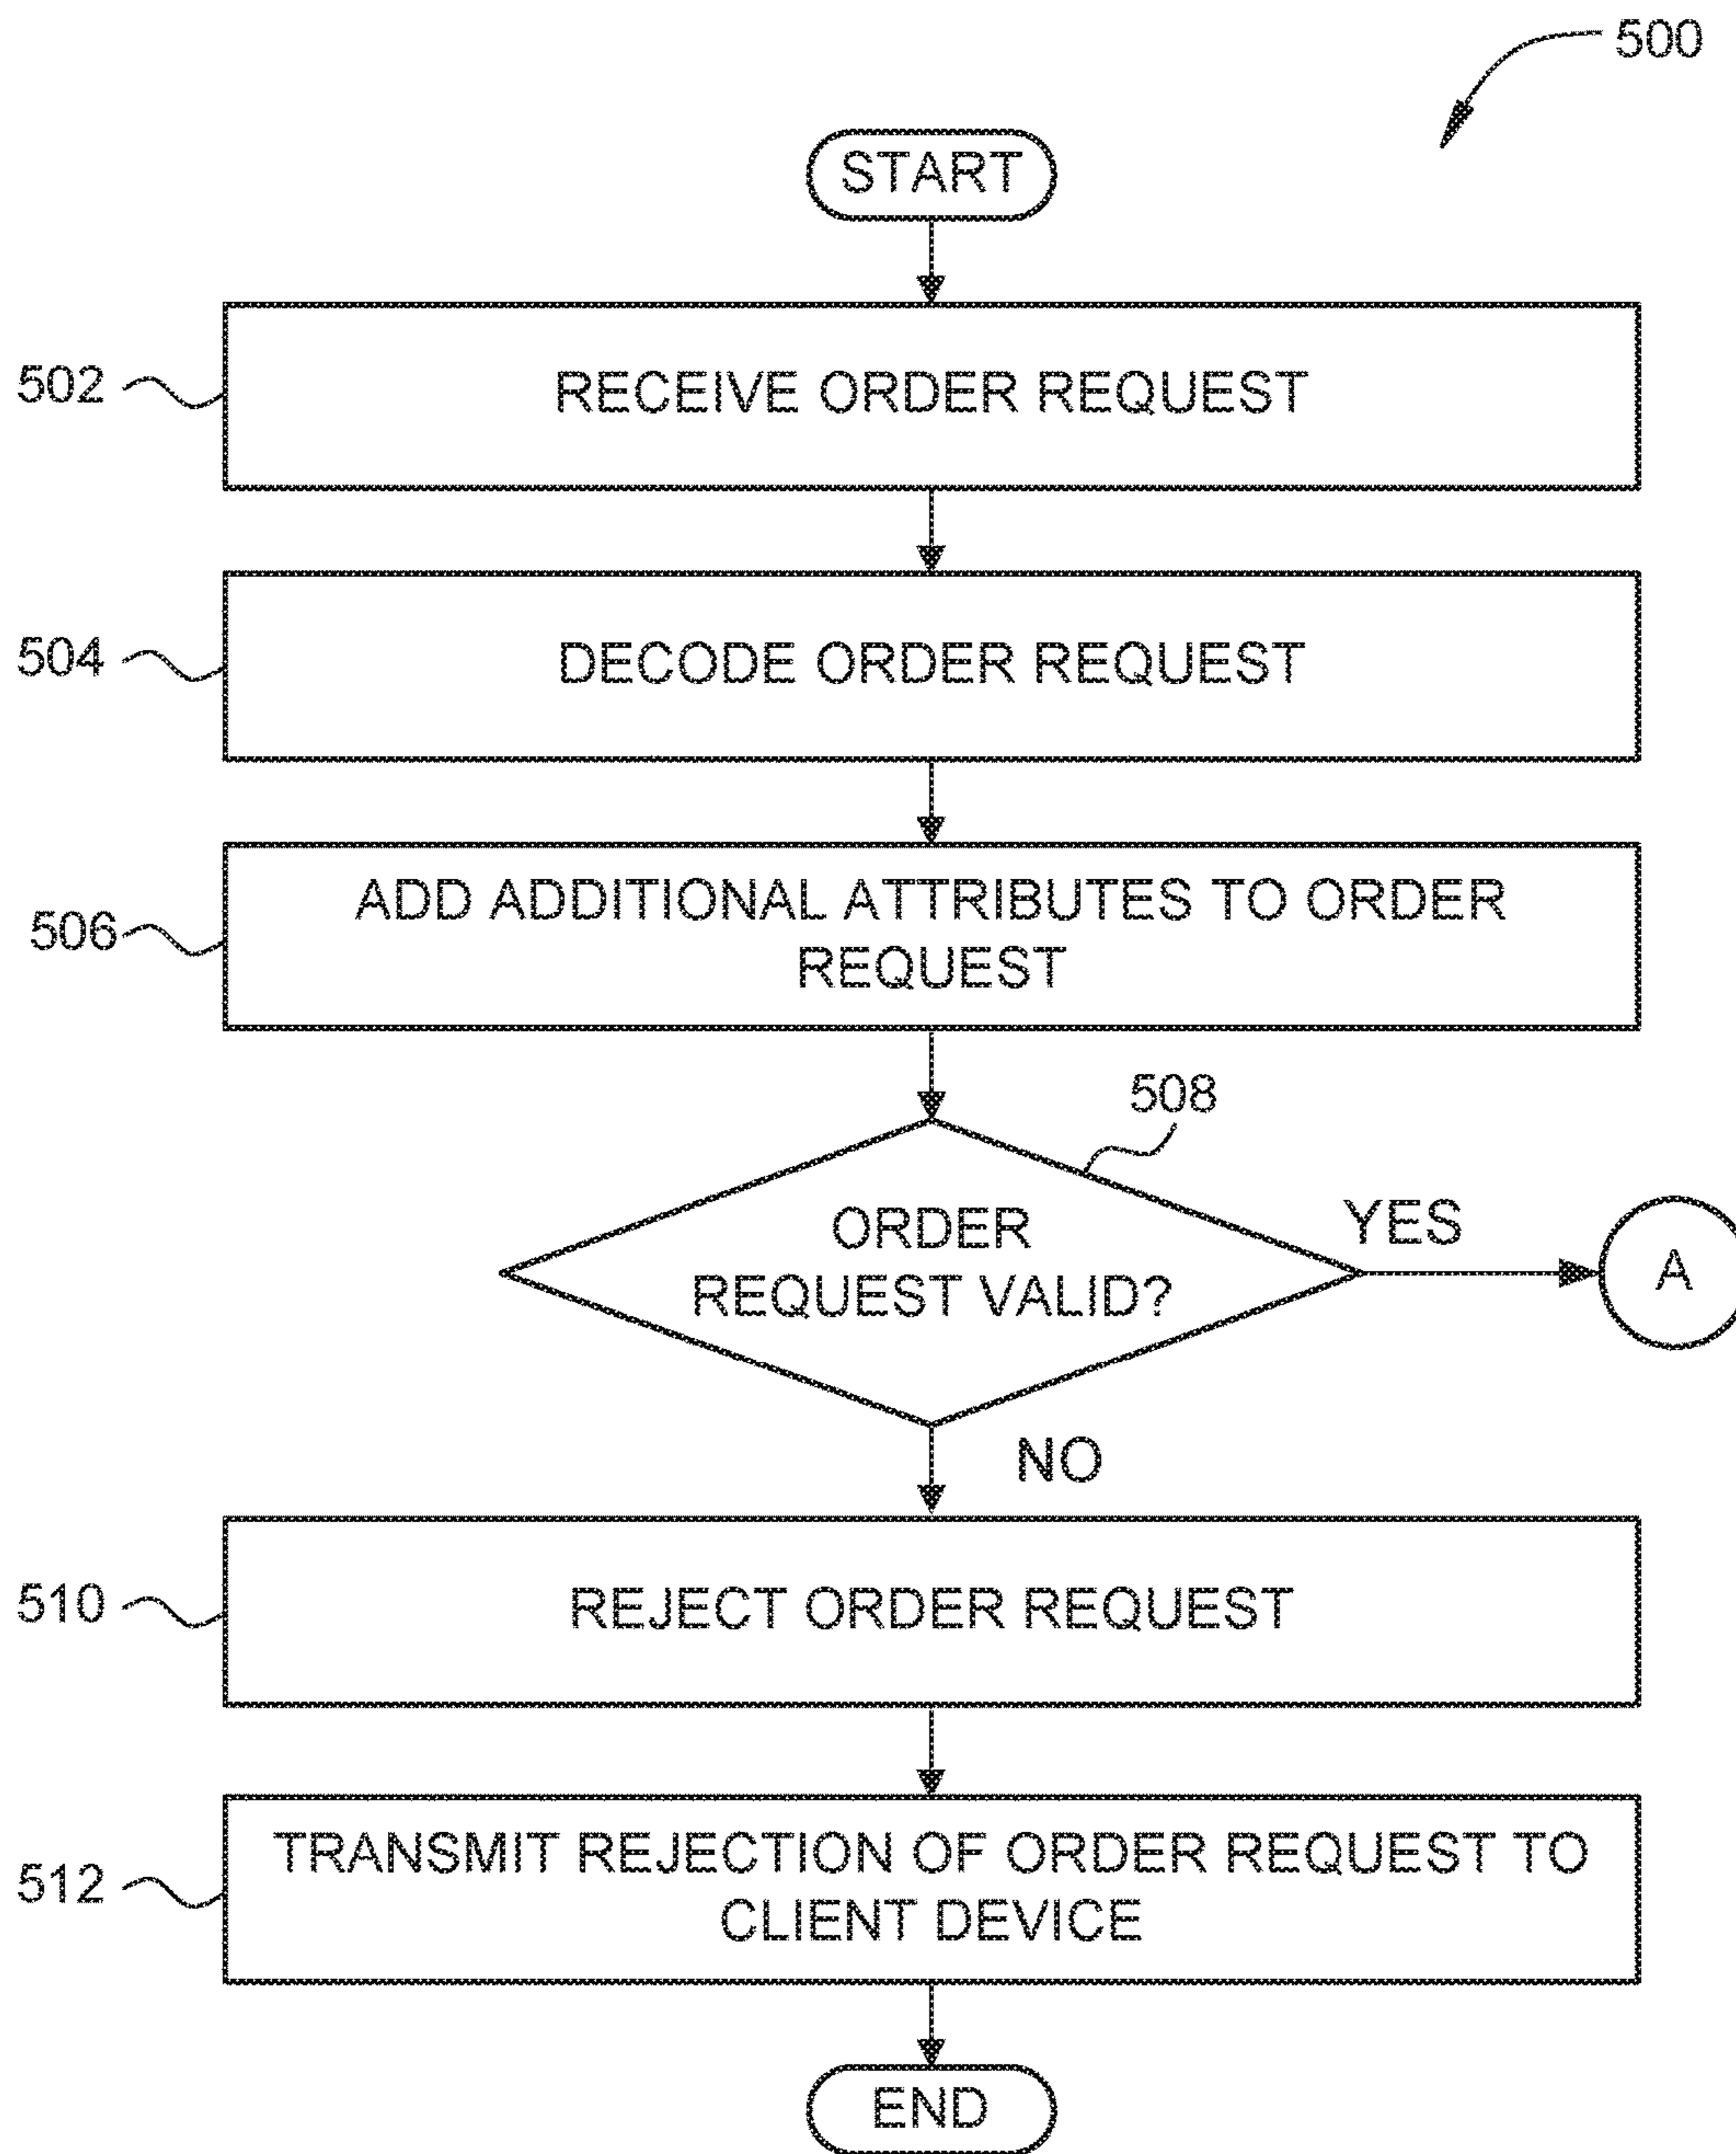 500
START
502
RECEIVE ORDER REQUEST
504
DECODE ORDER REQUEST
506
ADD ADDITIONAL ATTRIBUTES TO ORDER
REQUEST
508
ORDER
REQUEST VALID?
YES
A
NO
510
REJECT ORDER REQUEST
512
TRANSMIT REJECTION OF ORDER REQUEST TO
CLIENT DEVICE
END